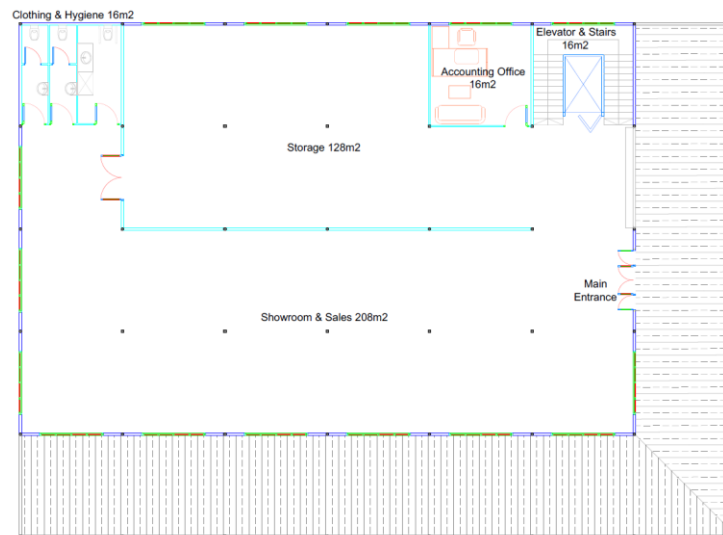 Clothing & Hygiene 16m2
Elevator & Stairs
16m2
Accounting Office
16m2
Storage 128m2
Main
Entrance
Showroom & Sales 208m2